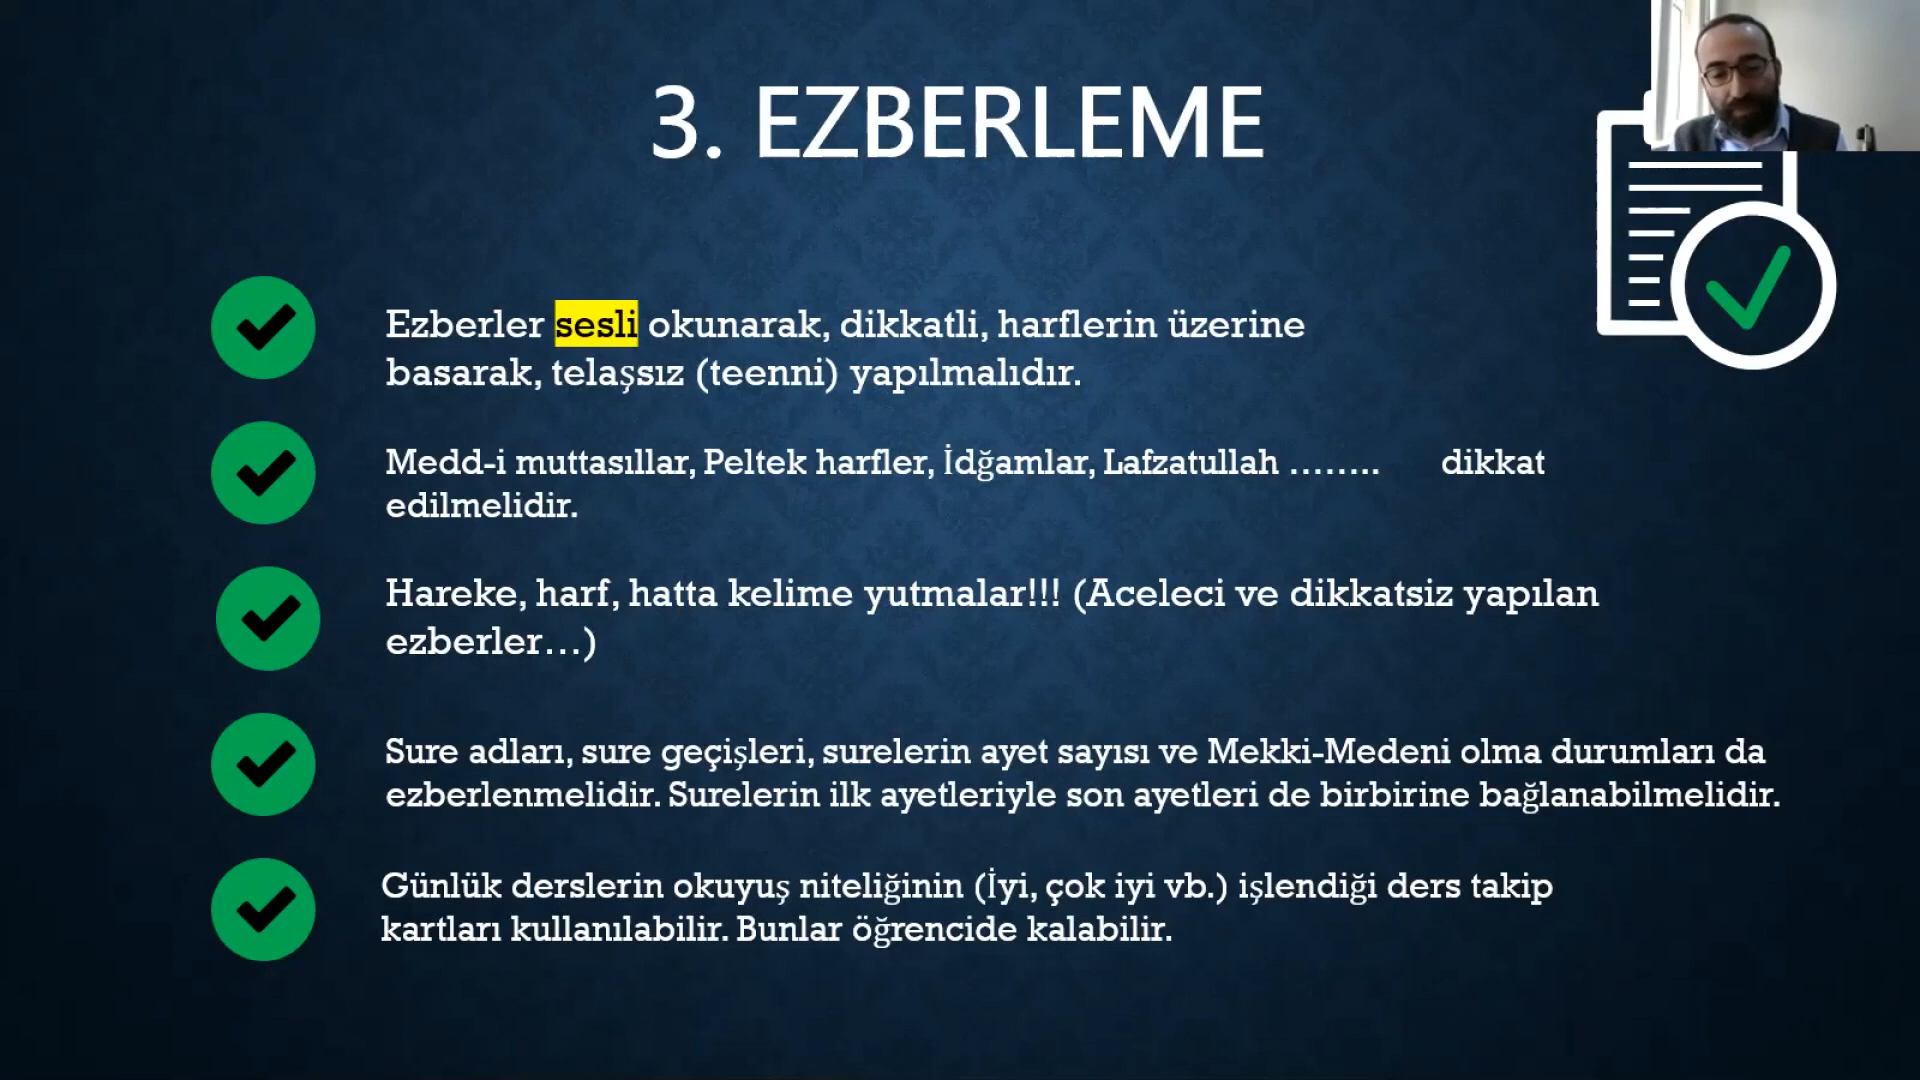 3. EZBERLEME
Ezberler sesli okunarak, dikkatli, harflerin üzerine
basarak, telaşsız (teenni) yapılmalıdır.
Medd-i muttasıllar, Peltek harfler, İdğamlar, Lafzatullah …….. dikkat
edilmelidir.
Hareke, harf, hatta kelime yutmalar!!! (Aceleci ve dikkatsiz yapılan
ezberler…)
Sure adları, sure geçişleri, surelerin ayet sayısı ve Mekki-Medeni olma durumları da
ezberlenmelidir. Surelerin ilk ayetleriyle son ayetleri de birbirine bağlanabilmelidir.
Günlük derslerin okuyuş niteliğinin (İyi, çok iyi vb.) işlendiği ders takip
kartları kullanılabilir. Bunlar öğrencide kalabilir.